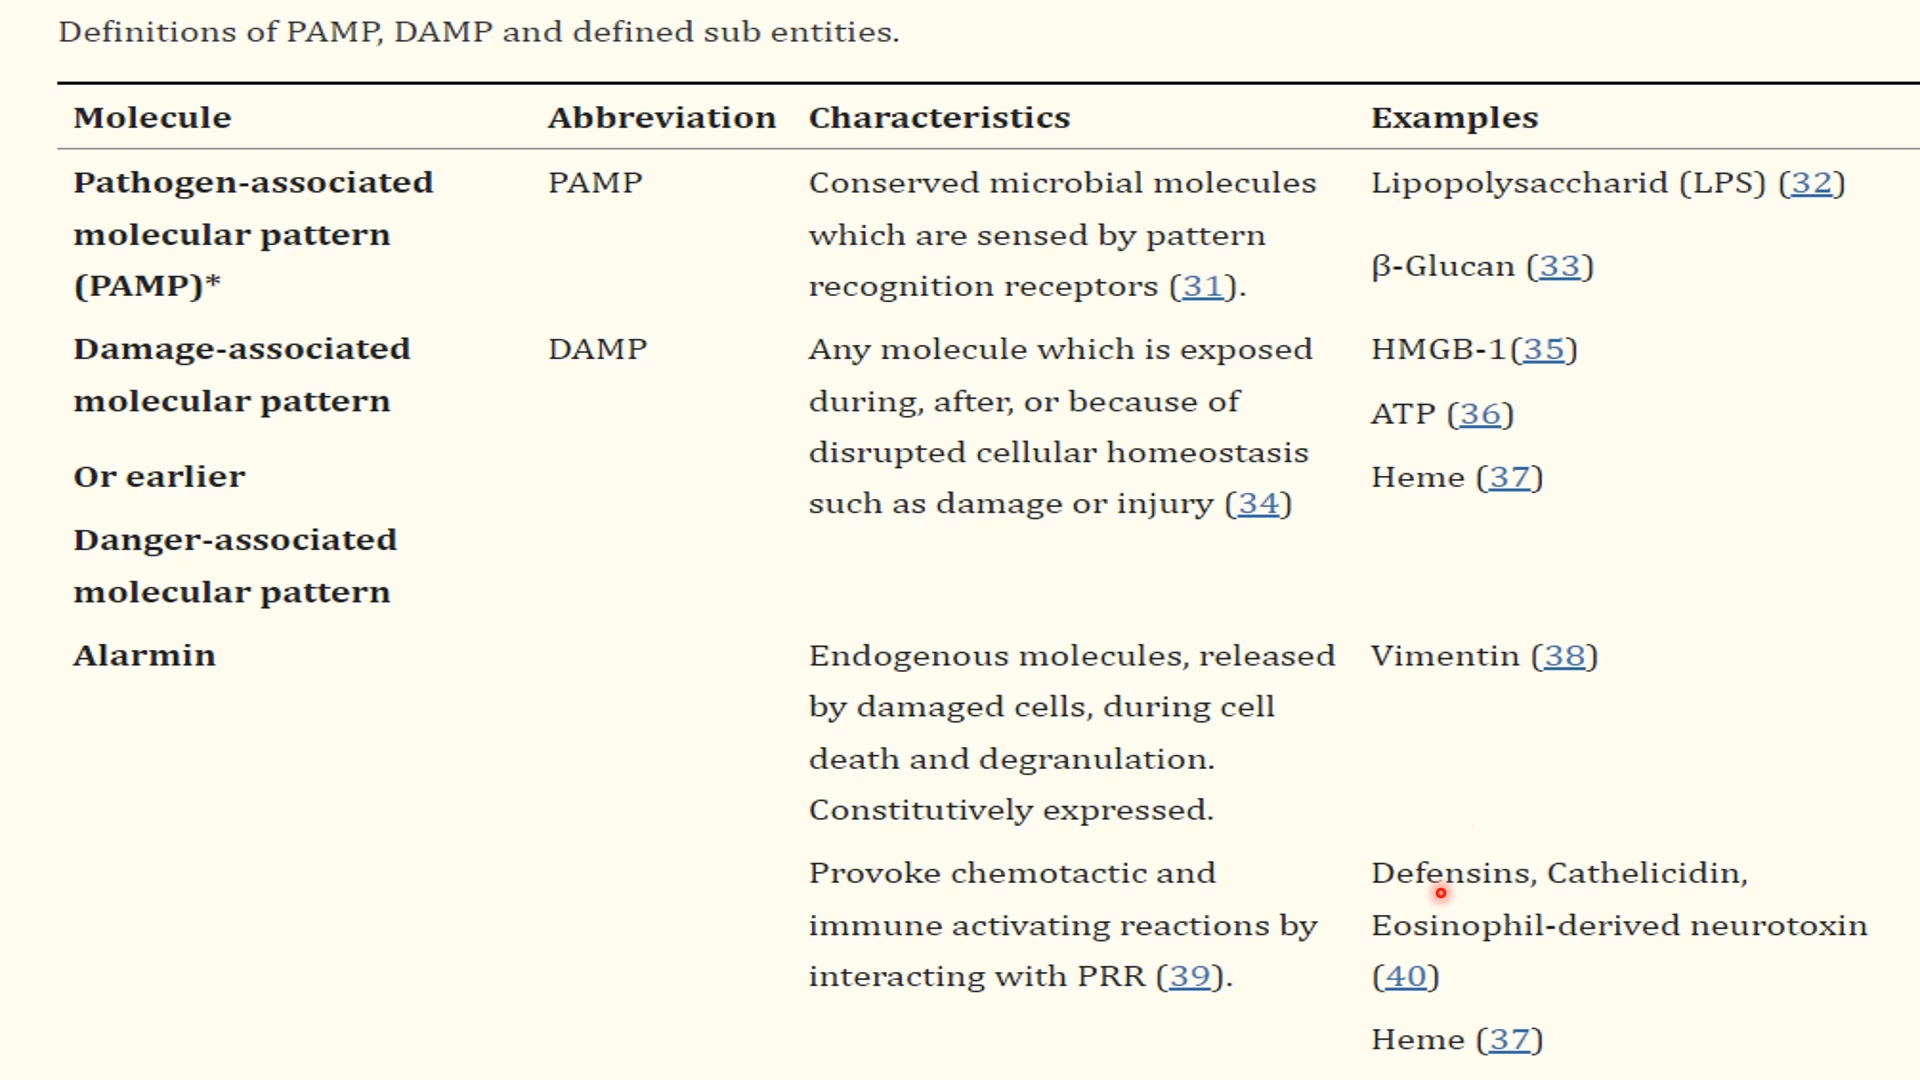 Definitions of PAMP, DAMP and defined sub entities.
Molecule Abbreviation Characteristics Examples
Pathogen-associated
molecular pattern
(PAMP)*
PAMP
Conserved microbial molecules
which are sensed by pattern
recognition receptors (31).
Lipopolysaccharid (LPS) (32)
β-Glucan (33)
Damage-associated
molecular pattern
Or earlier
Danger-associated
molecular pattern
DAMP
Any molecule which is exposed
during, after, or because of
disrupted cellular homeostasis
such as damage or injury (34)
HMGB-1(35)
ATP (36)
Heme (37)
Alarmin
Endogenous molecules, released
by damaged cells, during cell
death and degranulation.
Constitutively expressed.
Vimentin (38)
Provoke chemotactic and
immune activating reactions by
interacting with PRR (39).
Defensins, Cathelicidin,
Eosinophil-derived neurotoxin
(40)
Heme (37)